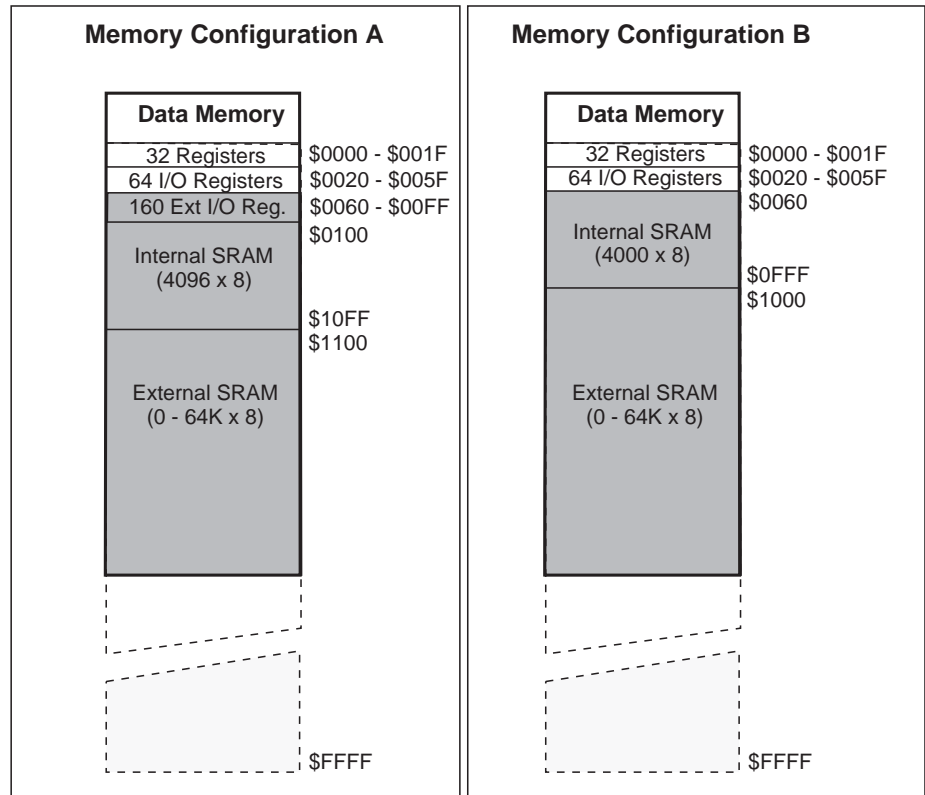 Memory Configuration A
Data Memory
32 Registers
$0000 - $001F
64 I/O Registers
$0020 - $005F
160 Ext I/O Reg.
$0060 - $00FF
$0100
Internal SRAM
(4096 x 8)
$10FF
$1100
External SRAM
(0 - 64K x 8)
$FFFF
Memory Configuration B
Data Memory
32 Registers
$0000 - $001F
64 I/O Registers
$0020 - $005F
$0060
Internal SRAM
(4000 x 8)
$0FFF
$1000
External SRAM
(0 - 64K x 8)
$FFFF